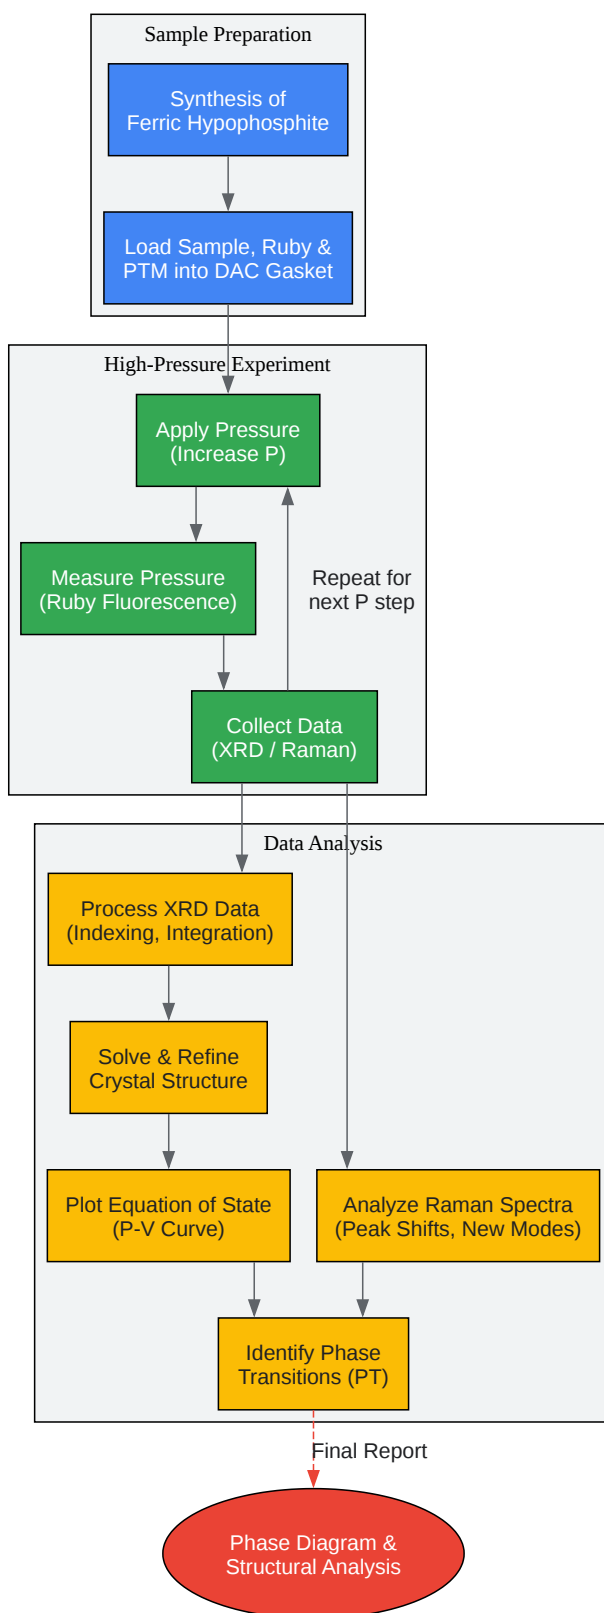 Sample Preparation
Synthesis of
Ferric Hypophosphite
Load Sample, Ruby &
PTM into DAC Gasket
High-Pressure Experiment
Apply Pressure
(Increase P)
Measure Pressure
(Ruby Fluorescence)
Repeat for
next P step
Collect Data
(XRD / Raman)
Data Analysis
Process XRD Data
(Indexing, Integration)
Solve & Refine
Crystal Structure
Plot Equation of State
(P-V Curve)
Analyze Raman Spectra
(Peak Shifts, New Modes)
Identify Phase
Transitions (PT)
Final Report
Phase Diagram &
Structural Analysis